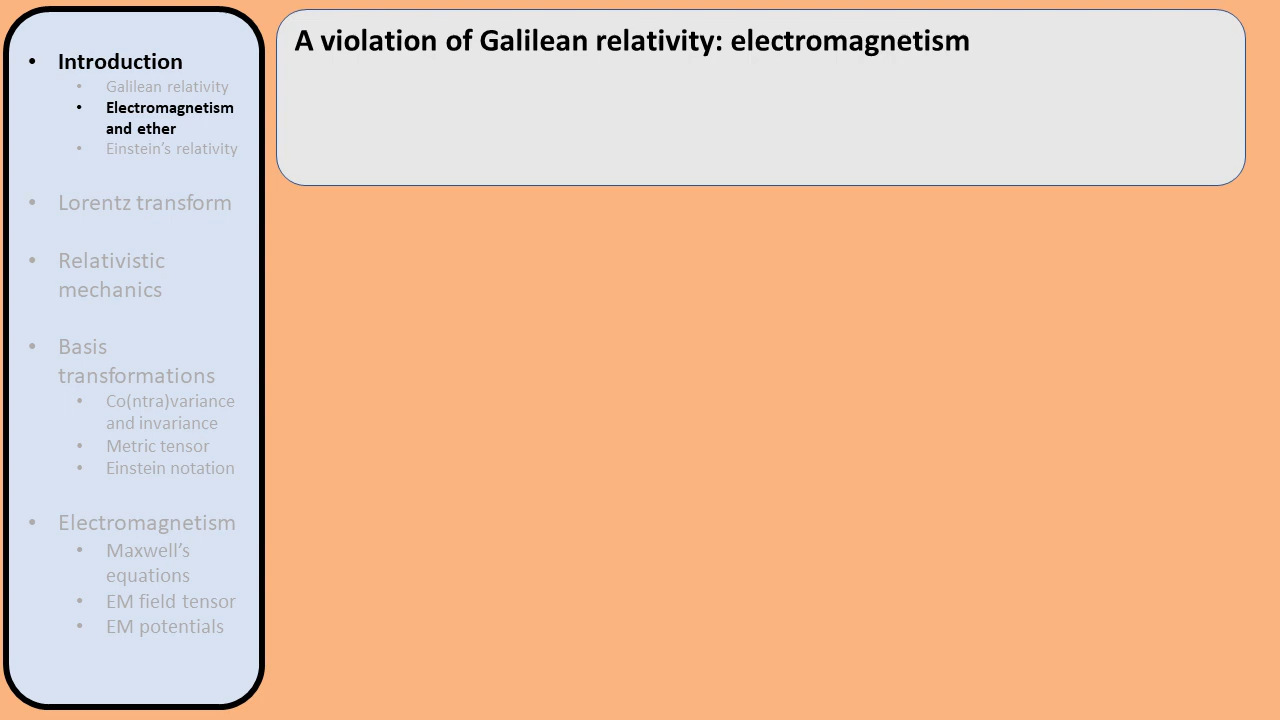 • Introduction
• Galilean relativity
• Electromagnetism
and ether
• Einstein’s relativity
• Lorentz transform
• Relativistic
mechanics
• Basis
transformations
• Co(ntra)variance
and invariance
• Metric tensor
• Einstein notation
• Electromagnetism
• Maxwell’s
equations
• EM field tensor
• EM potentials
A violation of Galilean relativity: electromagnetism